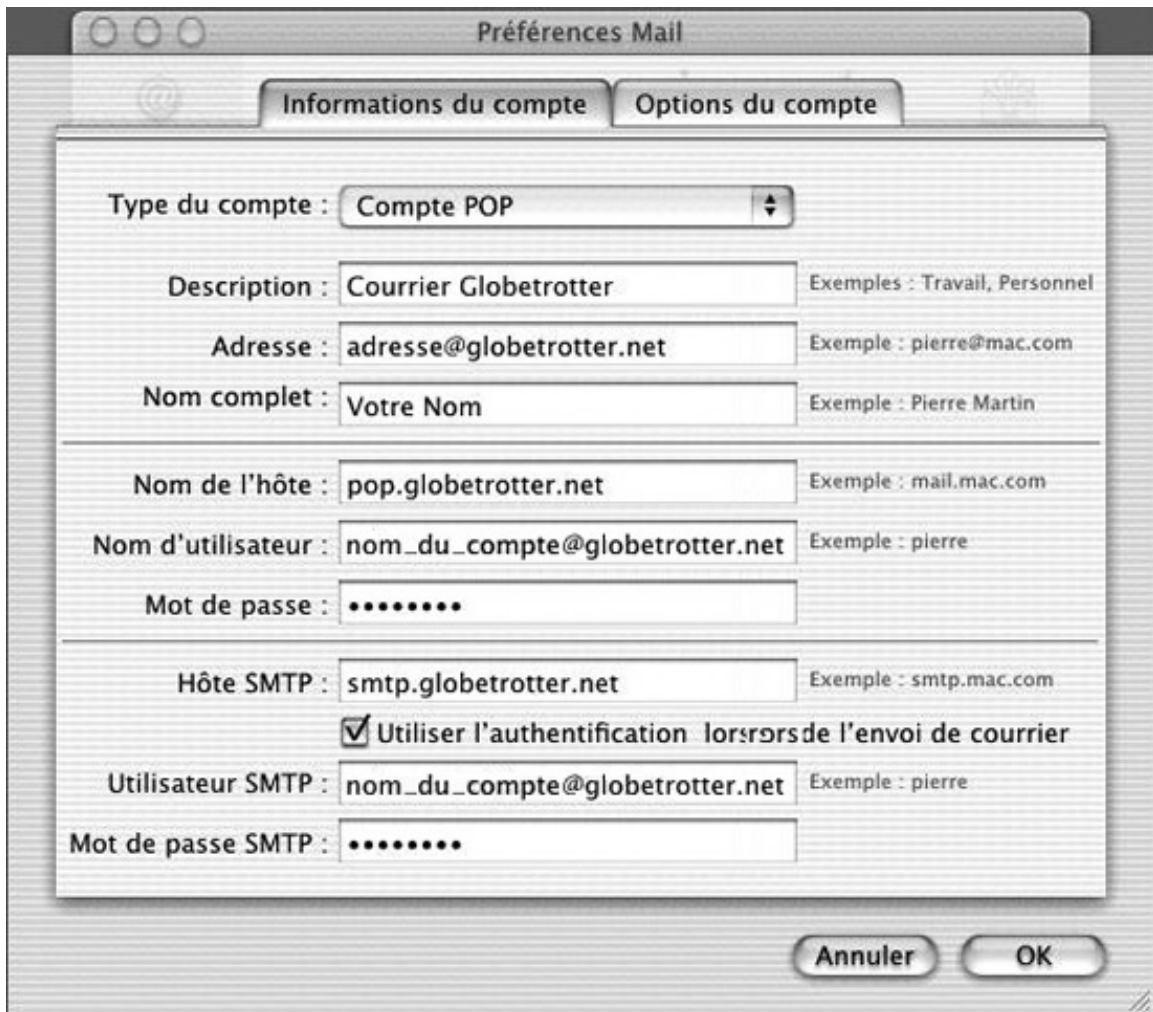 Préférences Mail
Informations du compte Options du compte
Type du compte : Compte POP
Description : Courrier Globetrotter Exemples : Travail, Personnel
Adresse : adresse@globetrotter.net Exemple : pierre@mac.com
Nom complet : Votre Nom Exemple : Pierre Martin
Nom de l'hôte : pop.globetrotter.net Exemple : mail.mac.com
Nom d'utilisateur : nom_du_compte@globetrotter.net Exemple : pierre
Mot de passe : ••••••••
Hôte SMTP : smtp.globetrotter.net Exemple : smtp.mac.com
Utiliser l'authentification lorsrorsde l'envoi de courrier
Utilisateur SMTP : nom_du_compte@globetrotter.net Exemple : pierre
Mot de passe SMTP : ••••••••
Annuler OK